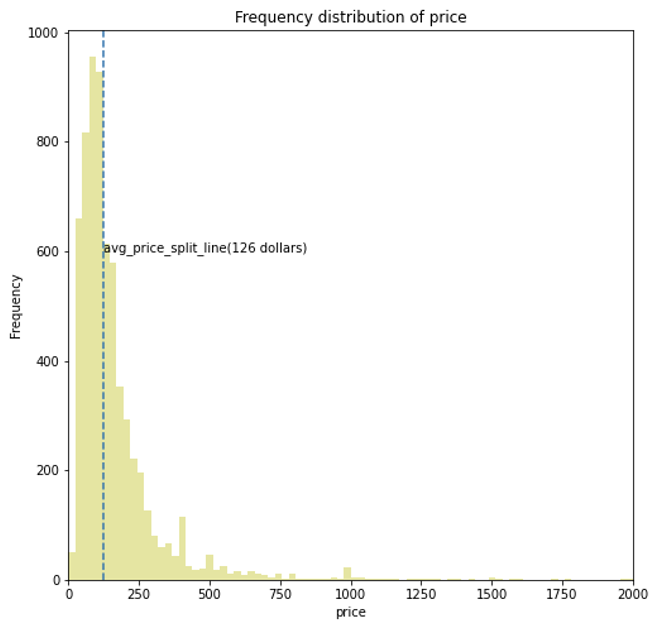 Frequency distribution of price
1000
800
600
400
200
0
Frequency
avg_price_split_line(126 dollars)
0 250 500 750 1000 1250 1500 1750 2000
price